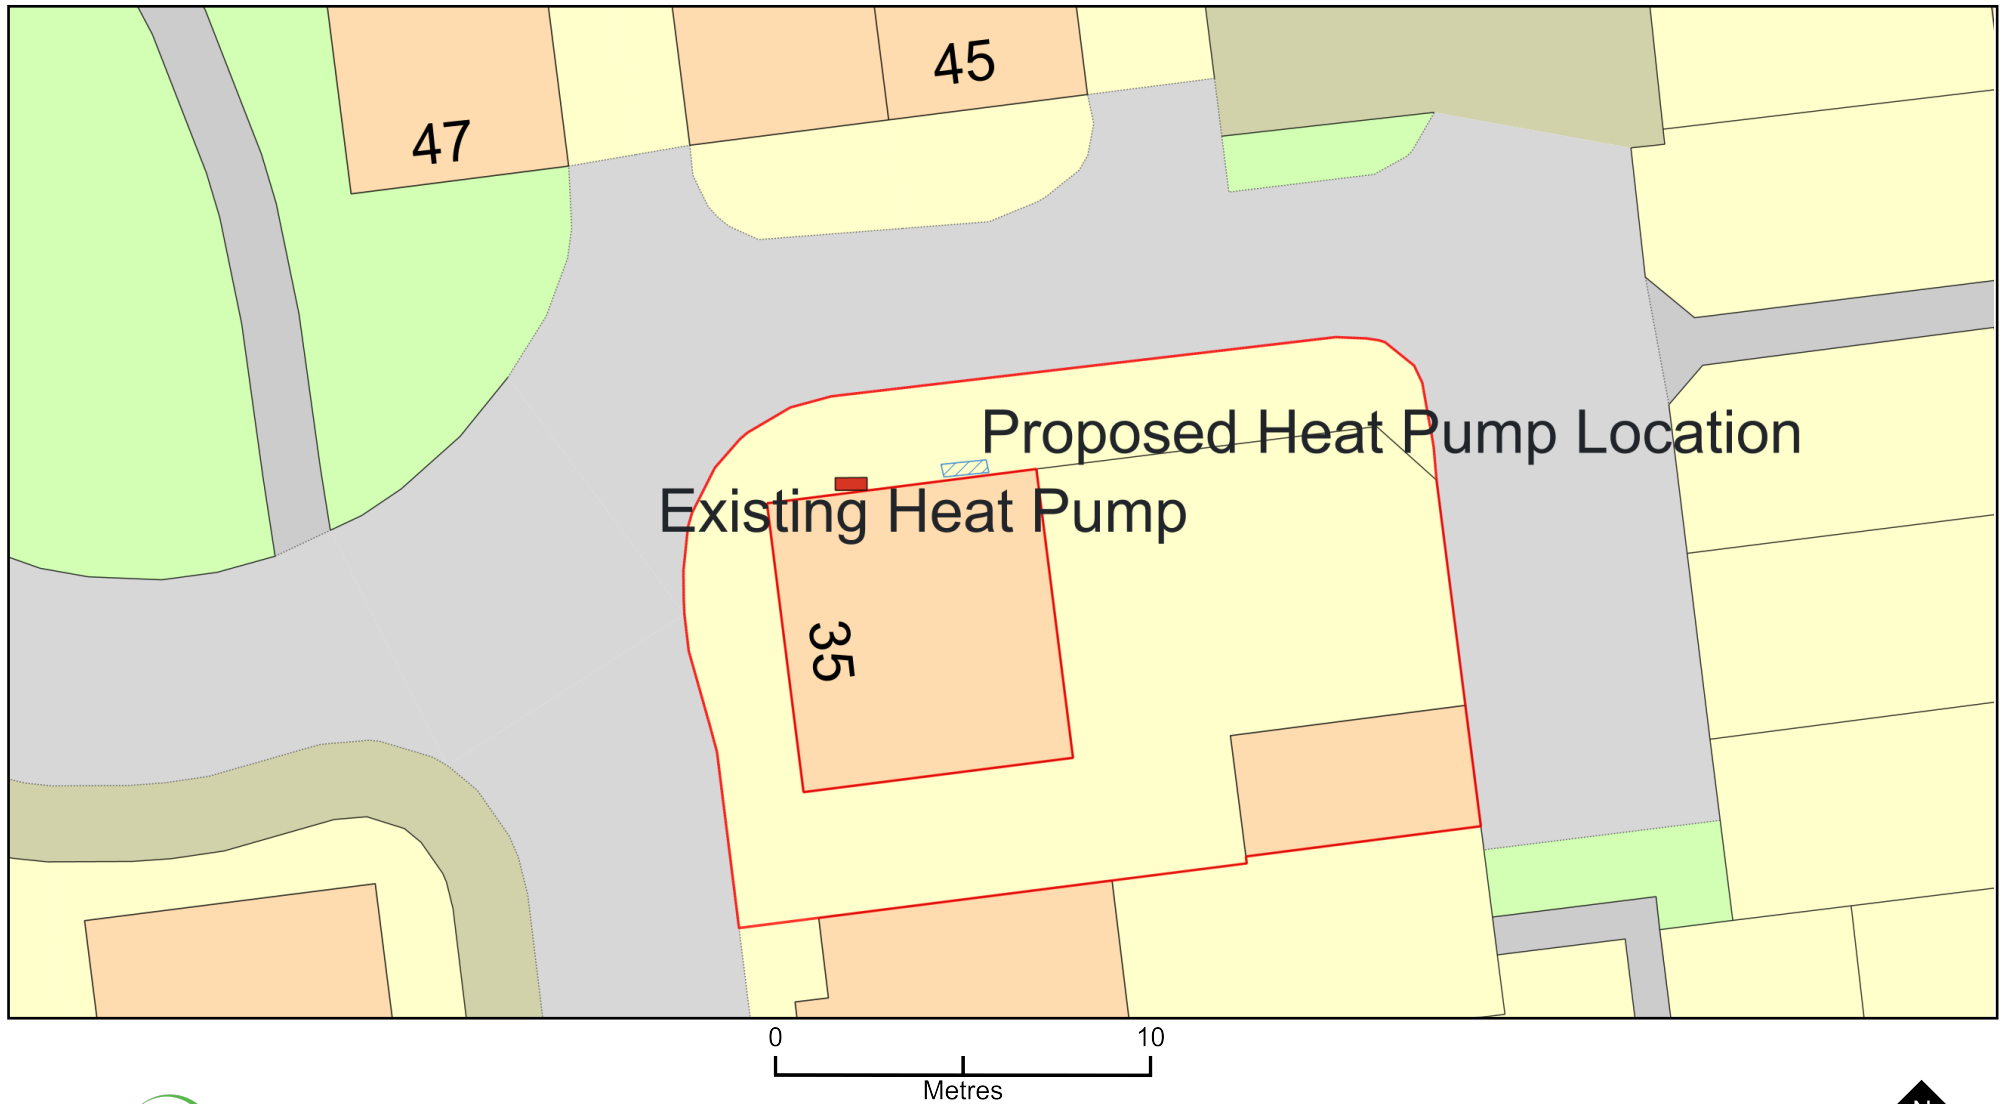 45
47
Proposed Heat Pump Location
Existing Heat Pump
35
0 10
Metres
N